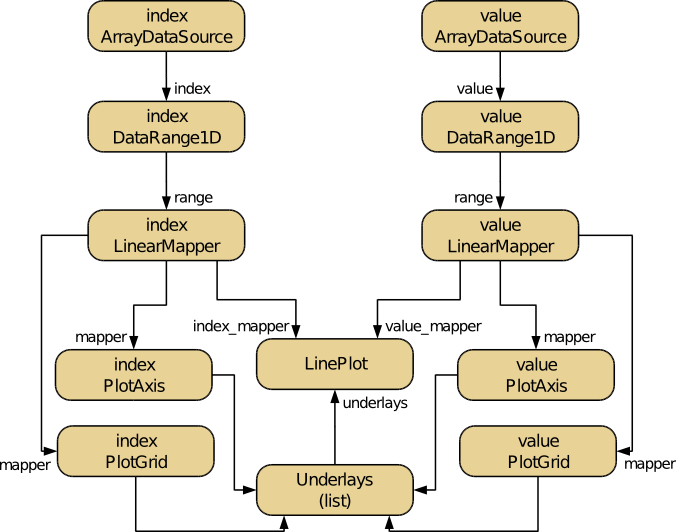 index
ArrayDataSource
value
ArrayDataSource
index
value
index
DataRange1D
value
DataRange1D
range
range
index
LinearMapper
value
LinearMapper
index_mapper
value_mapper
mapper
mapper
index
PlotAxis
LinePlot
value
PlotAxis
underlays
index
PlotGrid
value
PlotGrid
mapper
mapper
Underlays
(list)